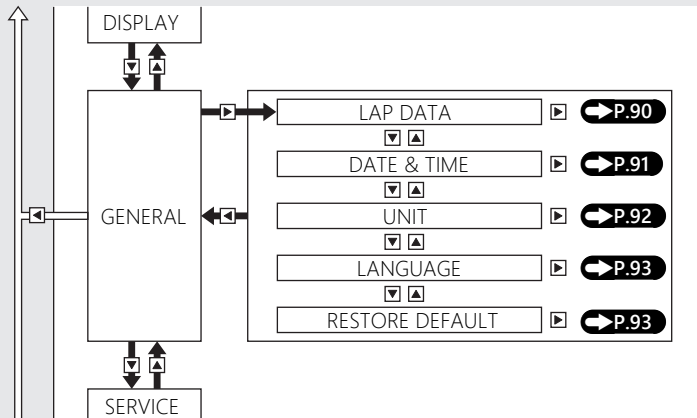 DISPLAY
GENERAL
LAP DATA P.90
DATE & TIME P.91
UNIT P.92
LANGUAGE P.93
RESTORE DEFAULT P.93
SERVICE